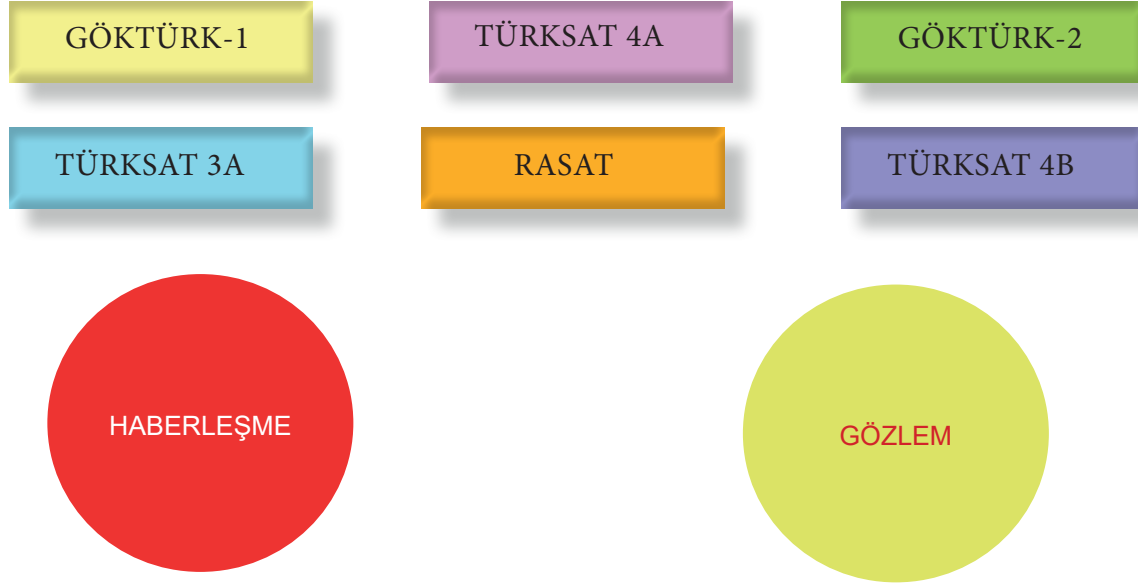 GÖKTÜRK-1
TÜRKSAT 4A
GÖKTÜRK-2
TÜRKSAT 3A
RASAT
TÜRKSAT 4B
HABERLEŞME
GÖZLEM